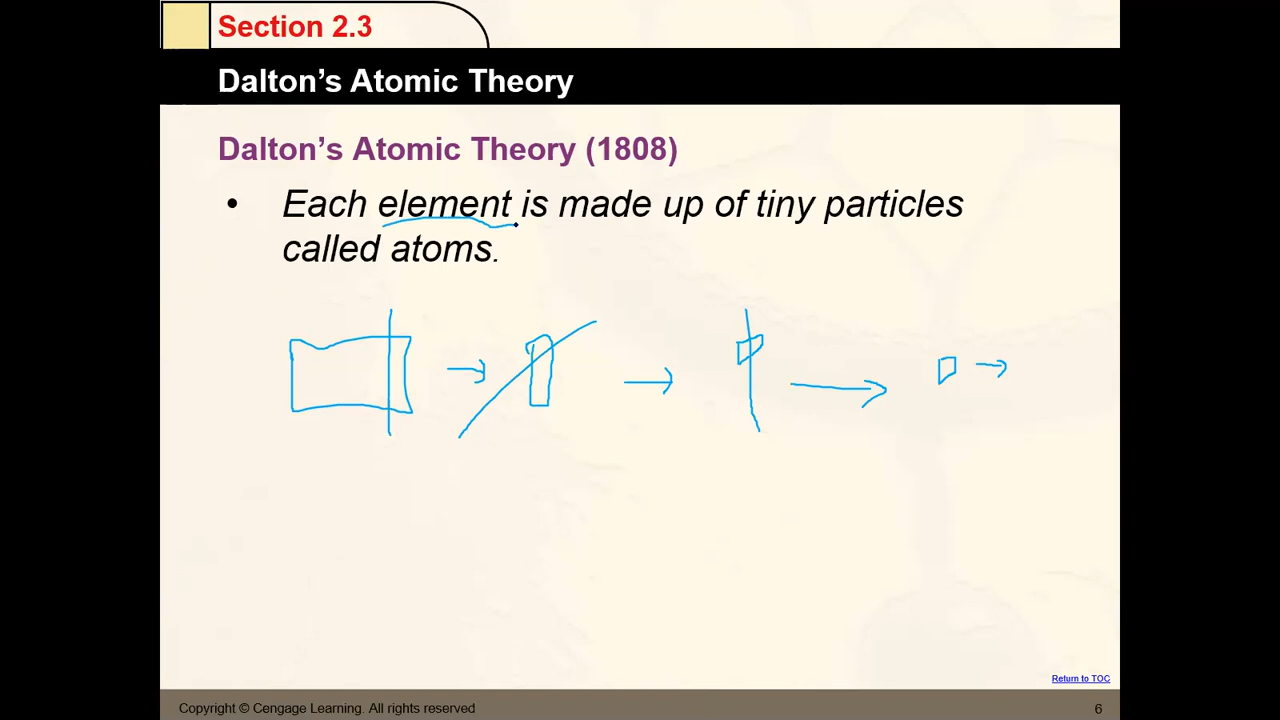 Section 2.3
Dalton’s Atomic Theory
Dalton’s Atomic Theory (1808)
• Each element is made up of tiny particles
called atoms.
Return to TOC
Copyright © Cengage Learning. All rights reserved
6